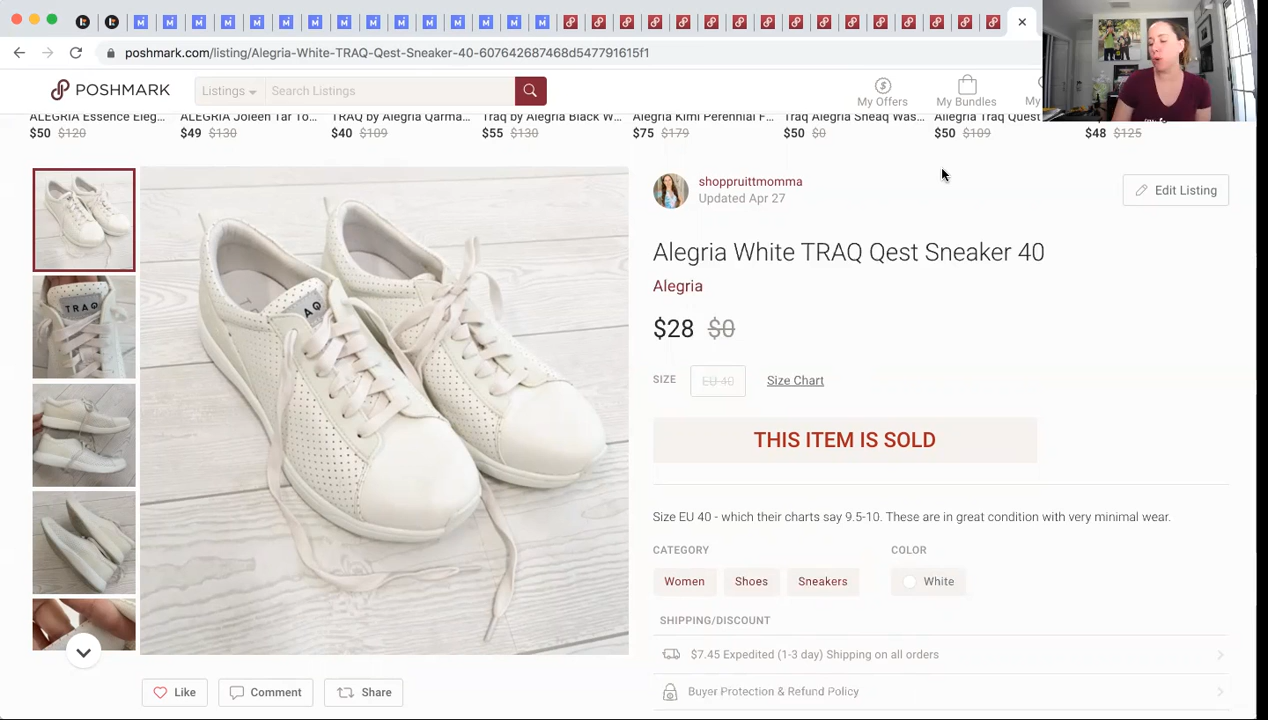 poshmark.com/listing/Alegria-White-TRAQ-Qest-Sneaker-40-607642687468d547791615f1
POSHMARK
Listings
Search Listings
My Offers
My Bundles
My
ALEGRIA Essence Eleg...
ALEGRIA Joleen Tar To...
TRAQ by Alegria Qarma...
Traq by Alegria Black W...
Alegria Kimi Perennial F...
Traq Alegria Sheaq Was...
Alegria Traq Quest
$50 $120
$49 $130
$40 $109
$55 $130
$75 $179
$50 $0
$50 $109
$48 $125
shoppruittmomma
Updated Apr 27
Edit Listing
Alegria White TRAQ Qest Sneaker 40
Alegria
$28 $0
SIZE
EU 40
Size Chart
THIS ITEM IS SOLD
Size EU 40 - which their charts say 9.5-10. These are in great condition with very minimal wear.
CATEGORY
COLOR
Women
Shoes
Sneakers
White
SHIPPING/DISCOUNT
$7.45 Expedited (1-3 day) Shipping on all orders
Buyer Protection & Refund Policy
Like
Comment
Share
TRAQ
AQ